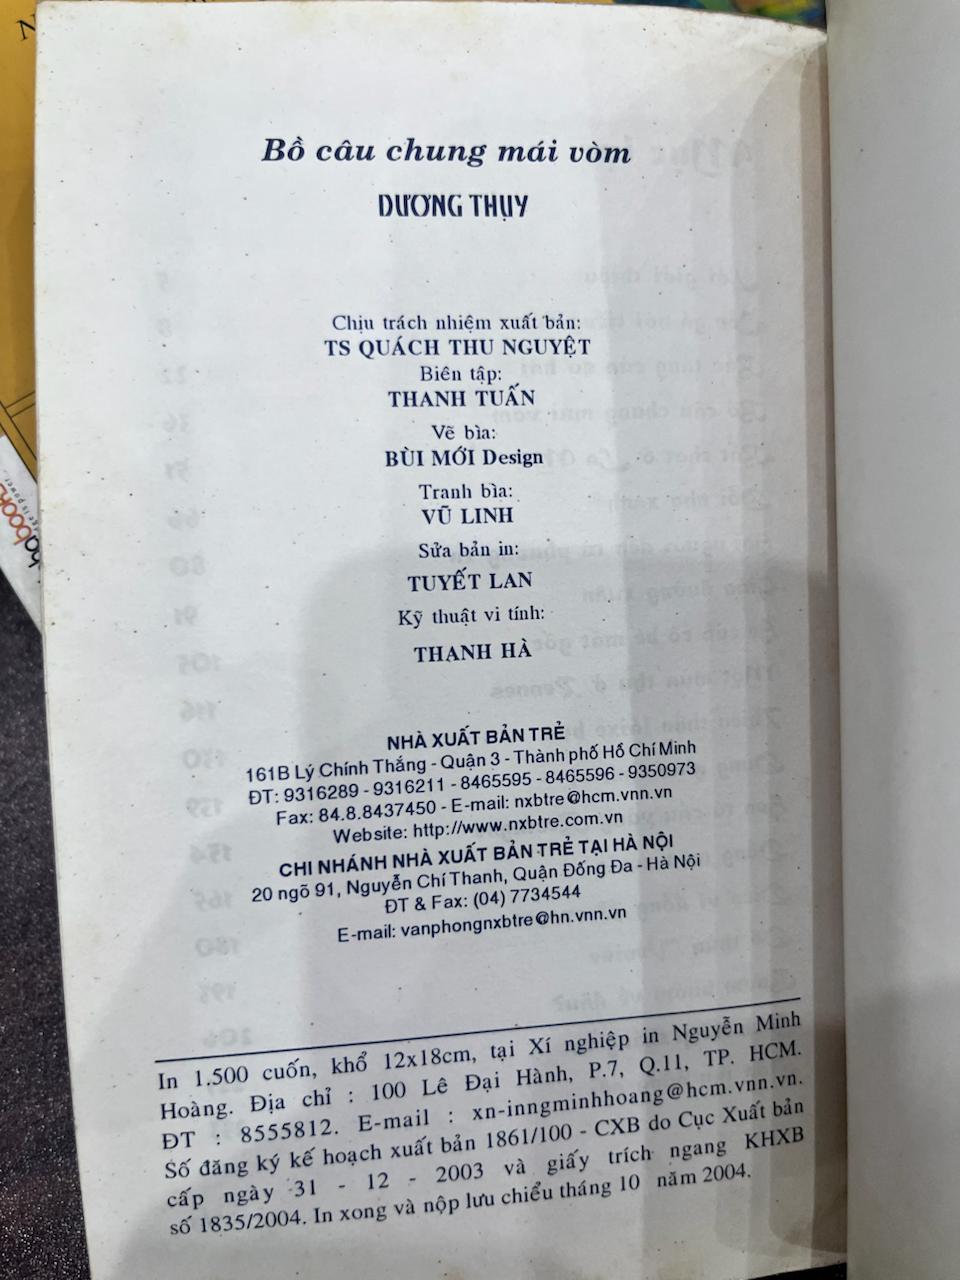 Bồ câu chung mái vòm
DƯƠNG THỤY
Chịu trách nhiệm xuất bản:
TS QUÁCH THU NGUYỆT
Biên tập:
THANH TUẤN
Vẽ bìa:
BÙI MỚI Design
Tranh bìa:
VŨ LINH
Sửa bản in:
TUYẾT LAN
Kỹ thuật vi tính:
THANH HÀ
NHÀ XUẤT BẢN TRẺ
161B Lý Chính Thắng - Quận 3 - Thành phố Hồ Chí Minh
ĐT: 9316289 - 9316211 - 8465595 - 8465596 - 9350973
Fax: 84.8.8437450 - E-mail: nxbtre@hcm.vnn.vn
Website: http://www.nxbtre.com.vn
CHI NHÁNH NHÀ XUẤT BẢN TRẺ TẠI HÀ NỘI
20 ngõ 91, Nguyễn Chí Thanh, Quận Đống Đa - Hà Nội
ĐT & Fax: (04) 7734544
E-mail: vanphongnxbtre@hn.vnn.vn
In 1.500 cuốn, khổ 12x18cm, tại Xí nghiệp in Nguyễn Minh
Hoàng. Địa chỉ : 100 Lê Đại Hành, P.7, Q.11, TP. HCM.
ĐT : 8555812. E-mail : xn-inngminhhoang@hcm.vnn.vn.
Số đăng ký kế hoạch xuất bản 1861/100 - CXB do Cục Xuất bản
cấp ngày 31 - 12 - 2003 và giấy trích ngang KHXB
số 1835/2004. In xong và nộp lưu chiểu tháng 10 năm 2004.